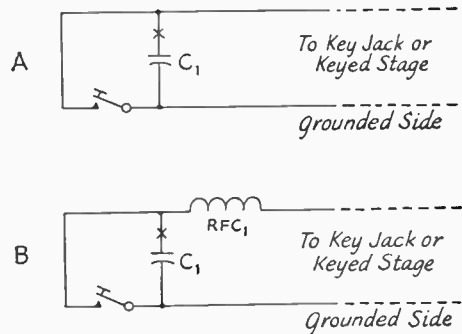 A
C₁
To Key Jack or
Keyed Stage
Grounded Side
B
RFC₁
C₁
To Key Jack or
Keyed Stage
Grounded Side